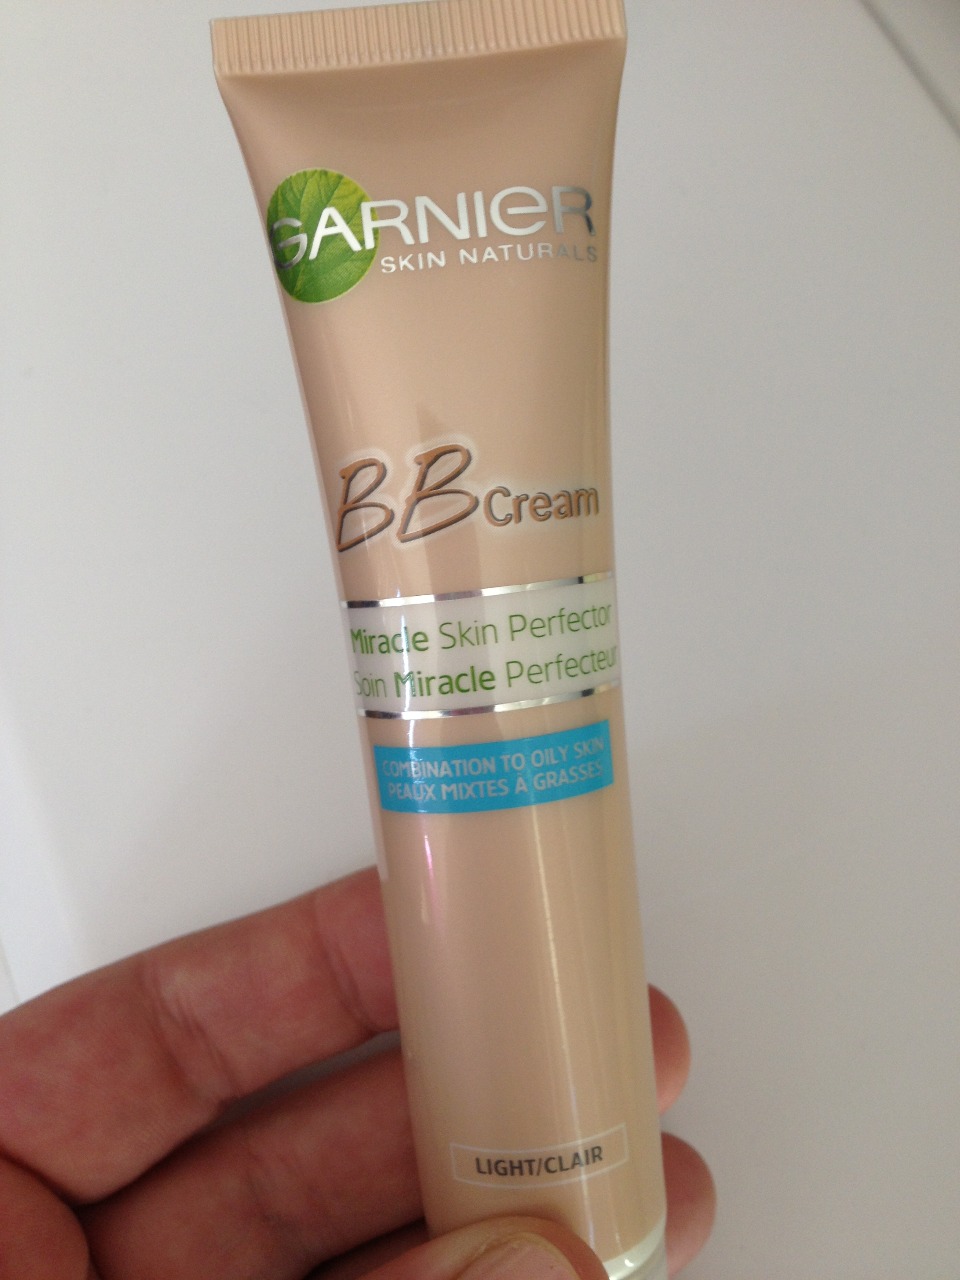 GARNIER
SKIN NATURALS
BB Cream
Miracle Skin Perfector
Soin Miracle Perfecteur
COMBINATION TO OILY SKIN
PEAUX MIXTES À GRASSES
LIGHT/CLAIR